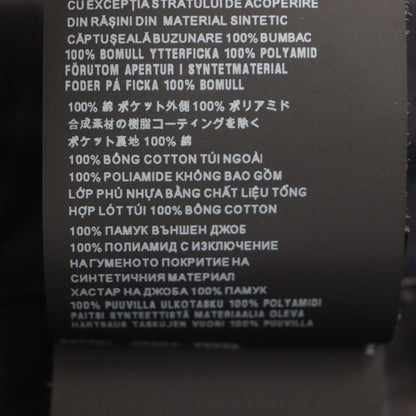 CU EXCEPȚIA STRATULUI DE ACOPERIRE
DIN RĂȘINI DIN MATERIAL SINTETIC
CĂPTUȘEALĂ BUZUNARE 100% BUMBAC
100% BOMULL YTTERFICKA 100% POLYAMID
FÖRUTOM APERTUR I SYNTETMATERIAL
FODER PÅ FICKA 100% BOMULL
100% 綿 ポケット外側 100% ポリアミド
合成素材の樹脂コーティングを除く
ポケット裏地 100% 綿
100% BÔNG COTTON TÚI NGOÀI
100% POLIAMIDE KHÔNG BAO GỒM
LỚP PHỦ NHỰA BẰNG CHẤT LIỆU TỔNG
HỢP LÓT TÚI 100% BÔNG COTTON
100% ПАМУК ВЪНШЕН ДЖОБ
100% ПОЛИАМИД С ИЗКЛЮЧЕНИЕ
НА ГУМЕНОТО ПОКРИТИЕ НА
СИНТЕТИЧНИЯ МАТЕРИАЛ
ХАСТАР НА ДЖОБА 100% ПАМУК
100% PUUVILLA ULKOTASKU 100% POLYAMIDI
PAITSI SYNTEETTISTÄ MATERIAALIA OLEVA
HARTSAUS TASKUJEN VUORI 100% PUUVILLA